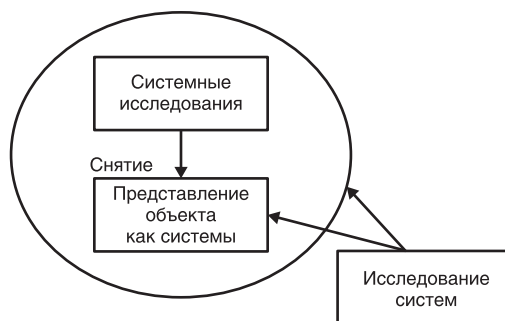 Системные
исследования
Снятие
Представление
объекта
как системы
Исследование
систем